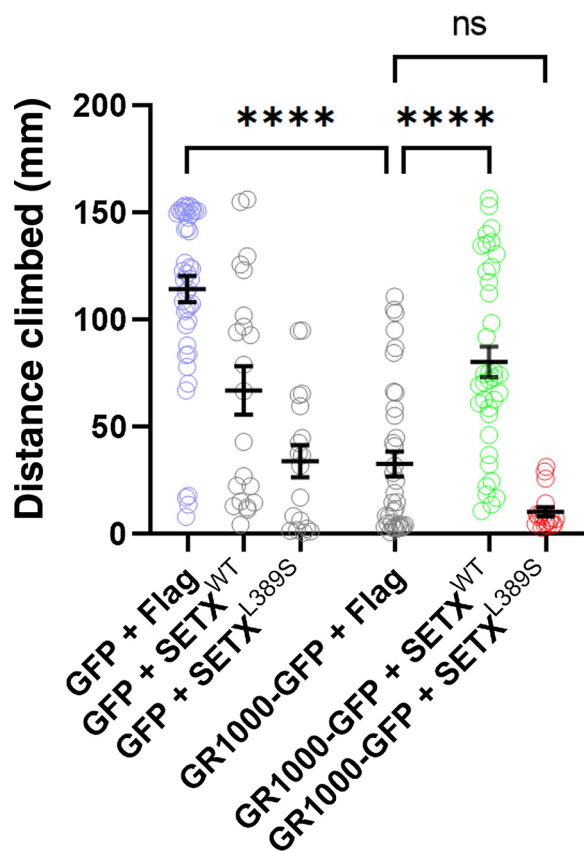 ns
**** ****
Distance climbed (mm)
200
150
100
50
0
GFP + Flag
GFP + SETX^WT
GFP + SETX^L389S
GR1000-GFP + Flag
GR1000-GFP + SETX^WT
GR1000-GFP + SETX^L389S